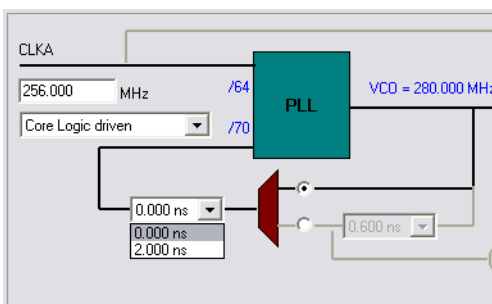 CLKA
256.000 MHz
/64
PLL
VCO = 280.000 MHz
Core Logic driven
/70
0.000 ns
0.000 ns
2.000 ns
0.600 ns